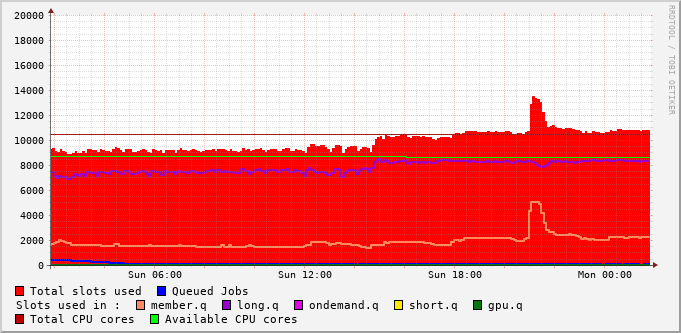 RRDTOOL / TOBI OETIKER
20000
18000
16000
14000
12000
10000
8000
6000
4000
2000
0
Sun 06:00 Sun 12:00 Sun 18:00 Mon 00:00
Total slots used Queued Jobs
Slots used in : member.q long.q ondemand.q short.q gpu.q
Total CPU cores Available CPU cores